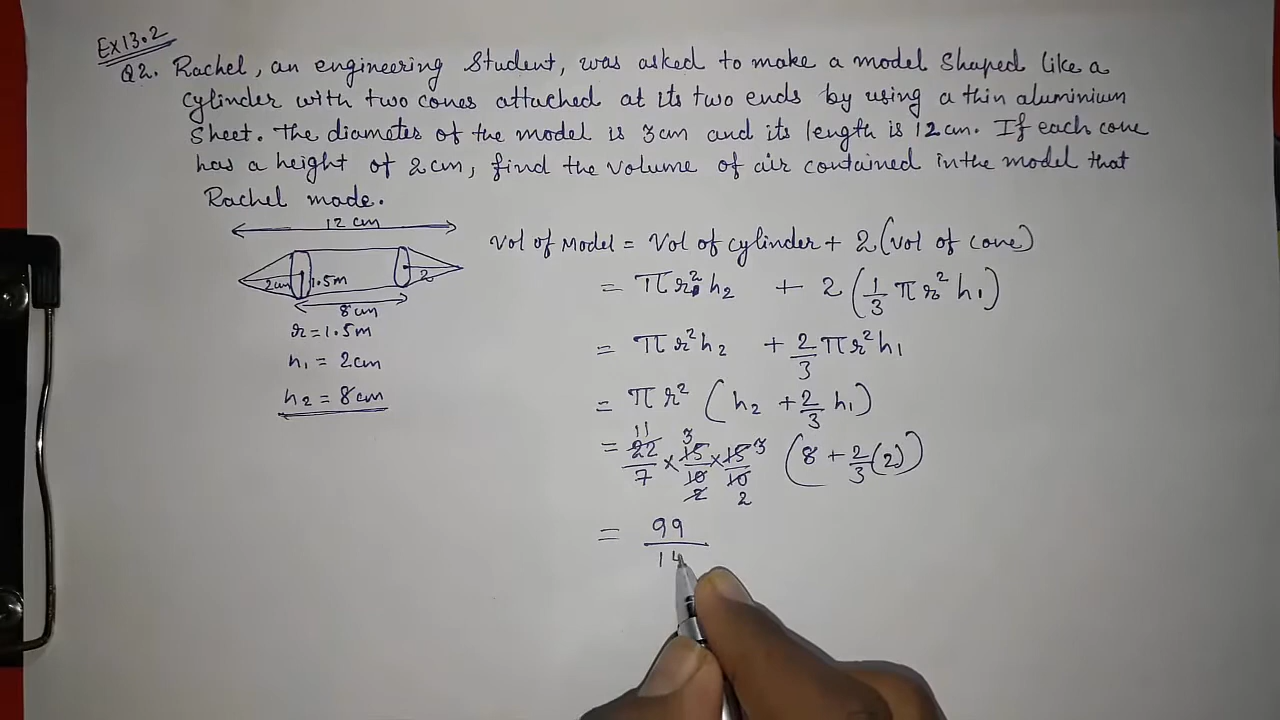 Ex13.2
Q2. Rachel, an engineering Student, was asked to make a model Shaped like a
cylinder with two cones attached at its two ends by using a thin aluminium
Sheet. The diameter of the model is 3cm and its length is 12cm. If each cone
has a height of 2cm, find the volume of air contained in the model that
Rachel made.
12 cm
2cm 1.5m 2
8cm
r=1.5m
h₁ = 2cm
h₂ = 8cm
Vol of Model = Vol of cylinder + 2(vol of cone)
= πr²h₂ + 2(1/3 πr²h₁)
= πr²h₂ + 2/3 πr²h₁
= πr² (h₂ + 2/3 h₁)
11 3 3
= 22/7 × 15/10 × 15/10 (8 + 2/3(2))
2 2
= 99/14